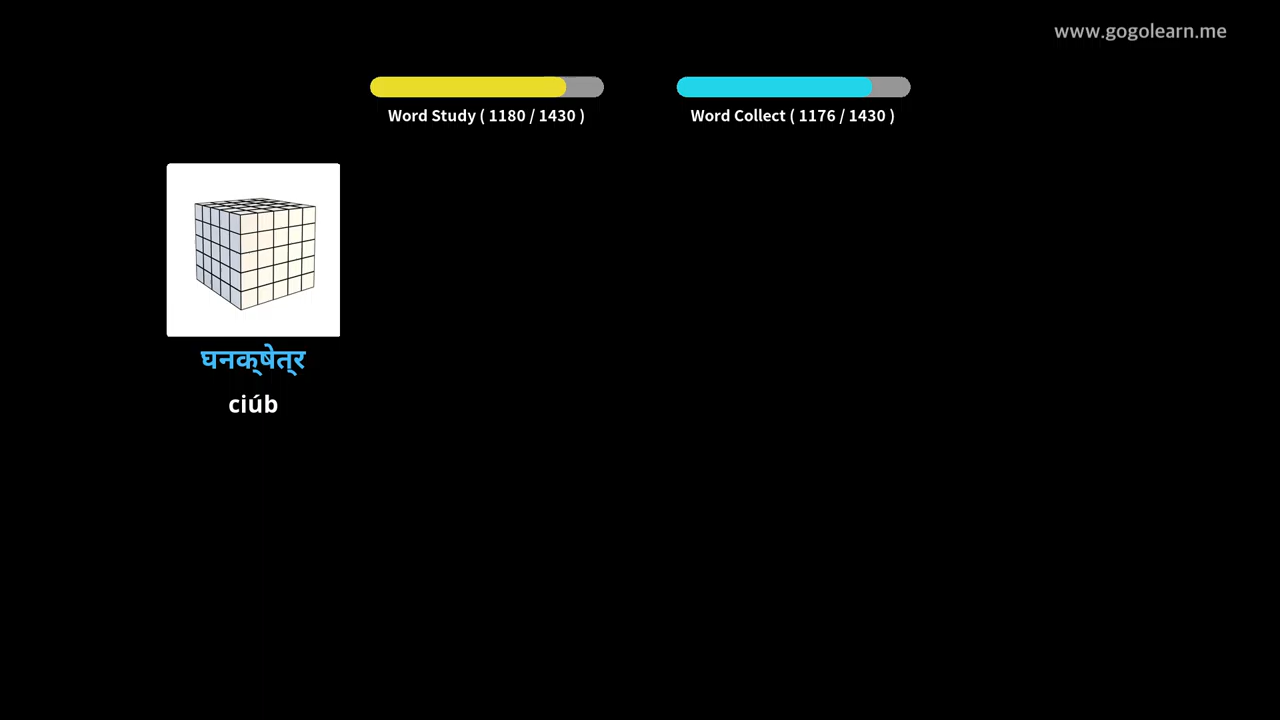 www.gogolearn.me
Word Study ( 1180 / 1430 )
Word Collect ( 1176 / 1430 )
घनक्षेत्र
ciúb